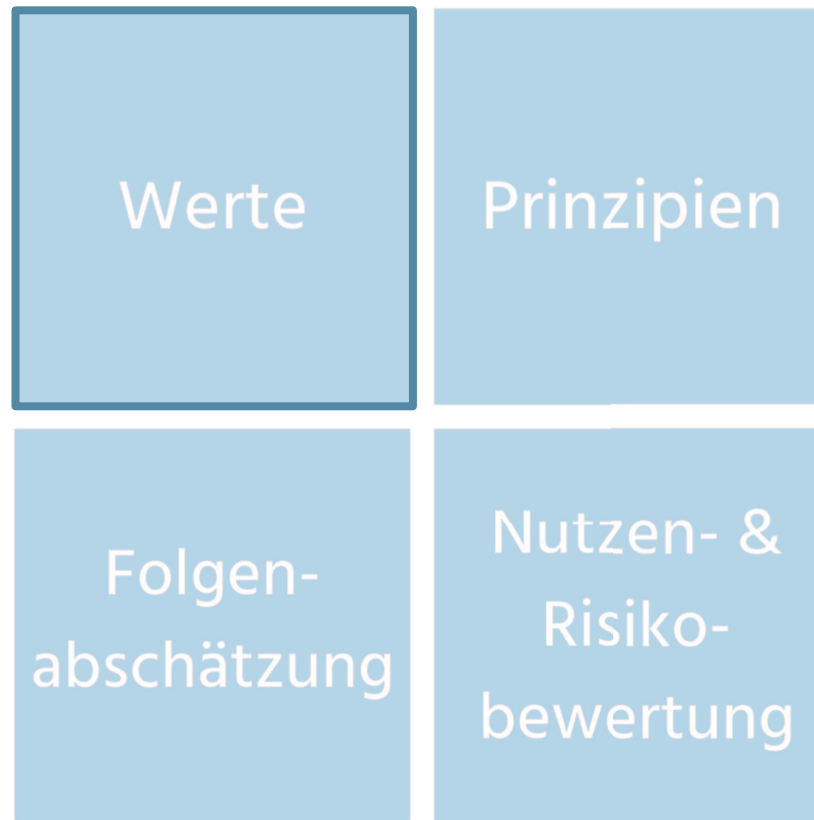 Werte
Prinzipien
Folgen-
abschätzung
Nutzen- &
Risiko-
bewertung